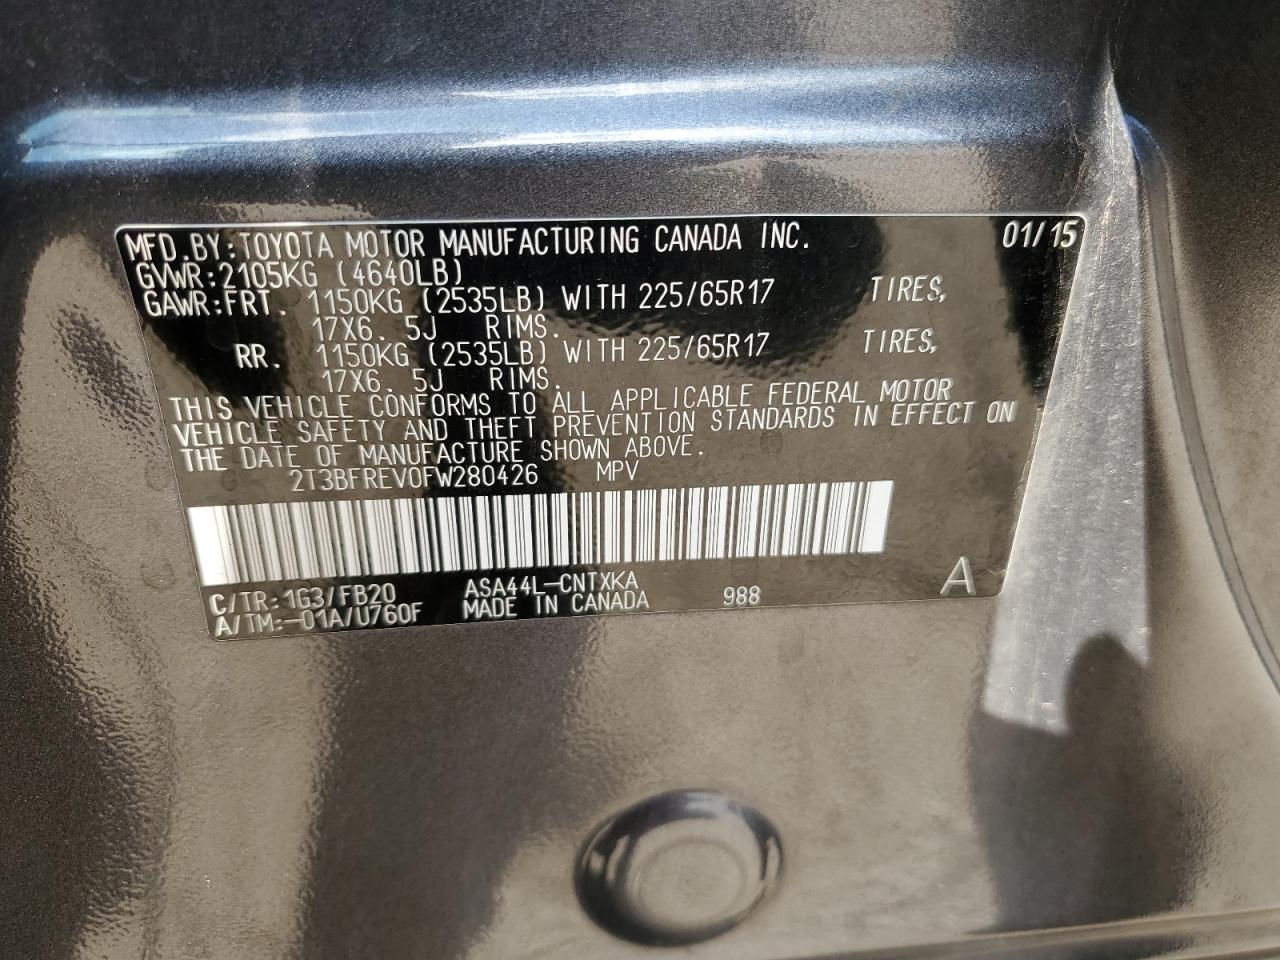 MFD.BY:TOYOTA MOTOR MANUFACTURING CANADA INC. 01/15
GVWR:2105KG (4640LB)
GAWR:FRT. 1150KG (2535LB) WITH 225/65R17 TIRES,
17X6. 5J RIMS.
RR. 1150KG (2535LB) WITH 225/65R17 TIRES,
17X6. 5J RIMS.
THIS VEHICLE CONFORMS TO ALL APPLICABLE FEDERAL MOTOR
VEHICLE SAFETY AND THEFT PREVENTION STANDARDS IN EFFECT ON
THE DATE OF MANUFACTURE SHOWN ABOVE.
2T3BFREV0FW280426 MPV
C/TR:1G3/FB20 ASA44L-CNTXKA 988 A
A/TM:-01A/U760F MADE IN CANADA